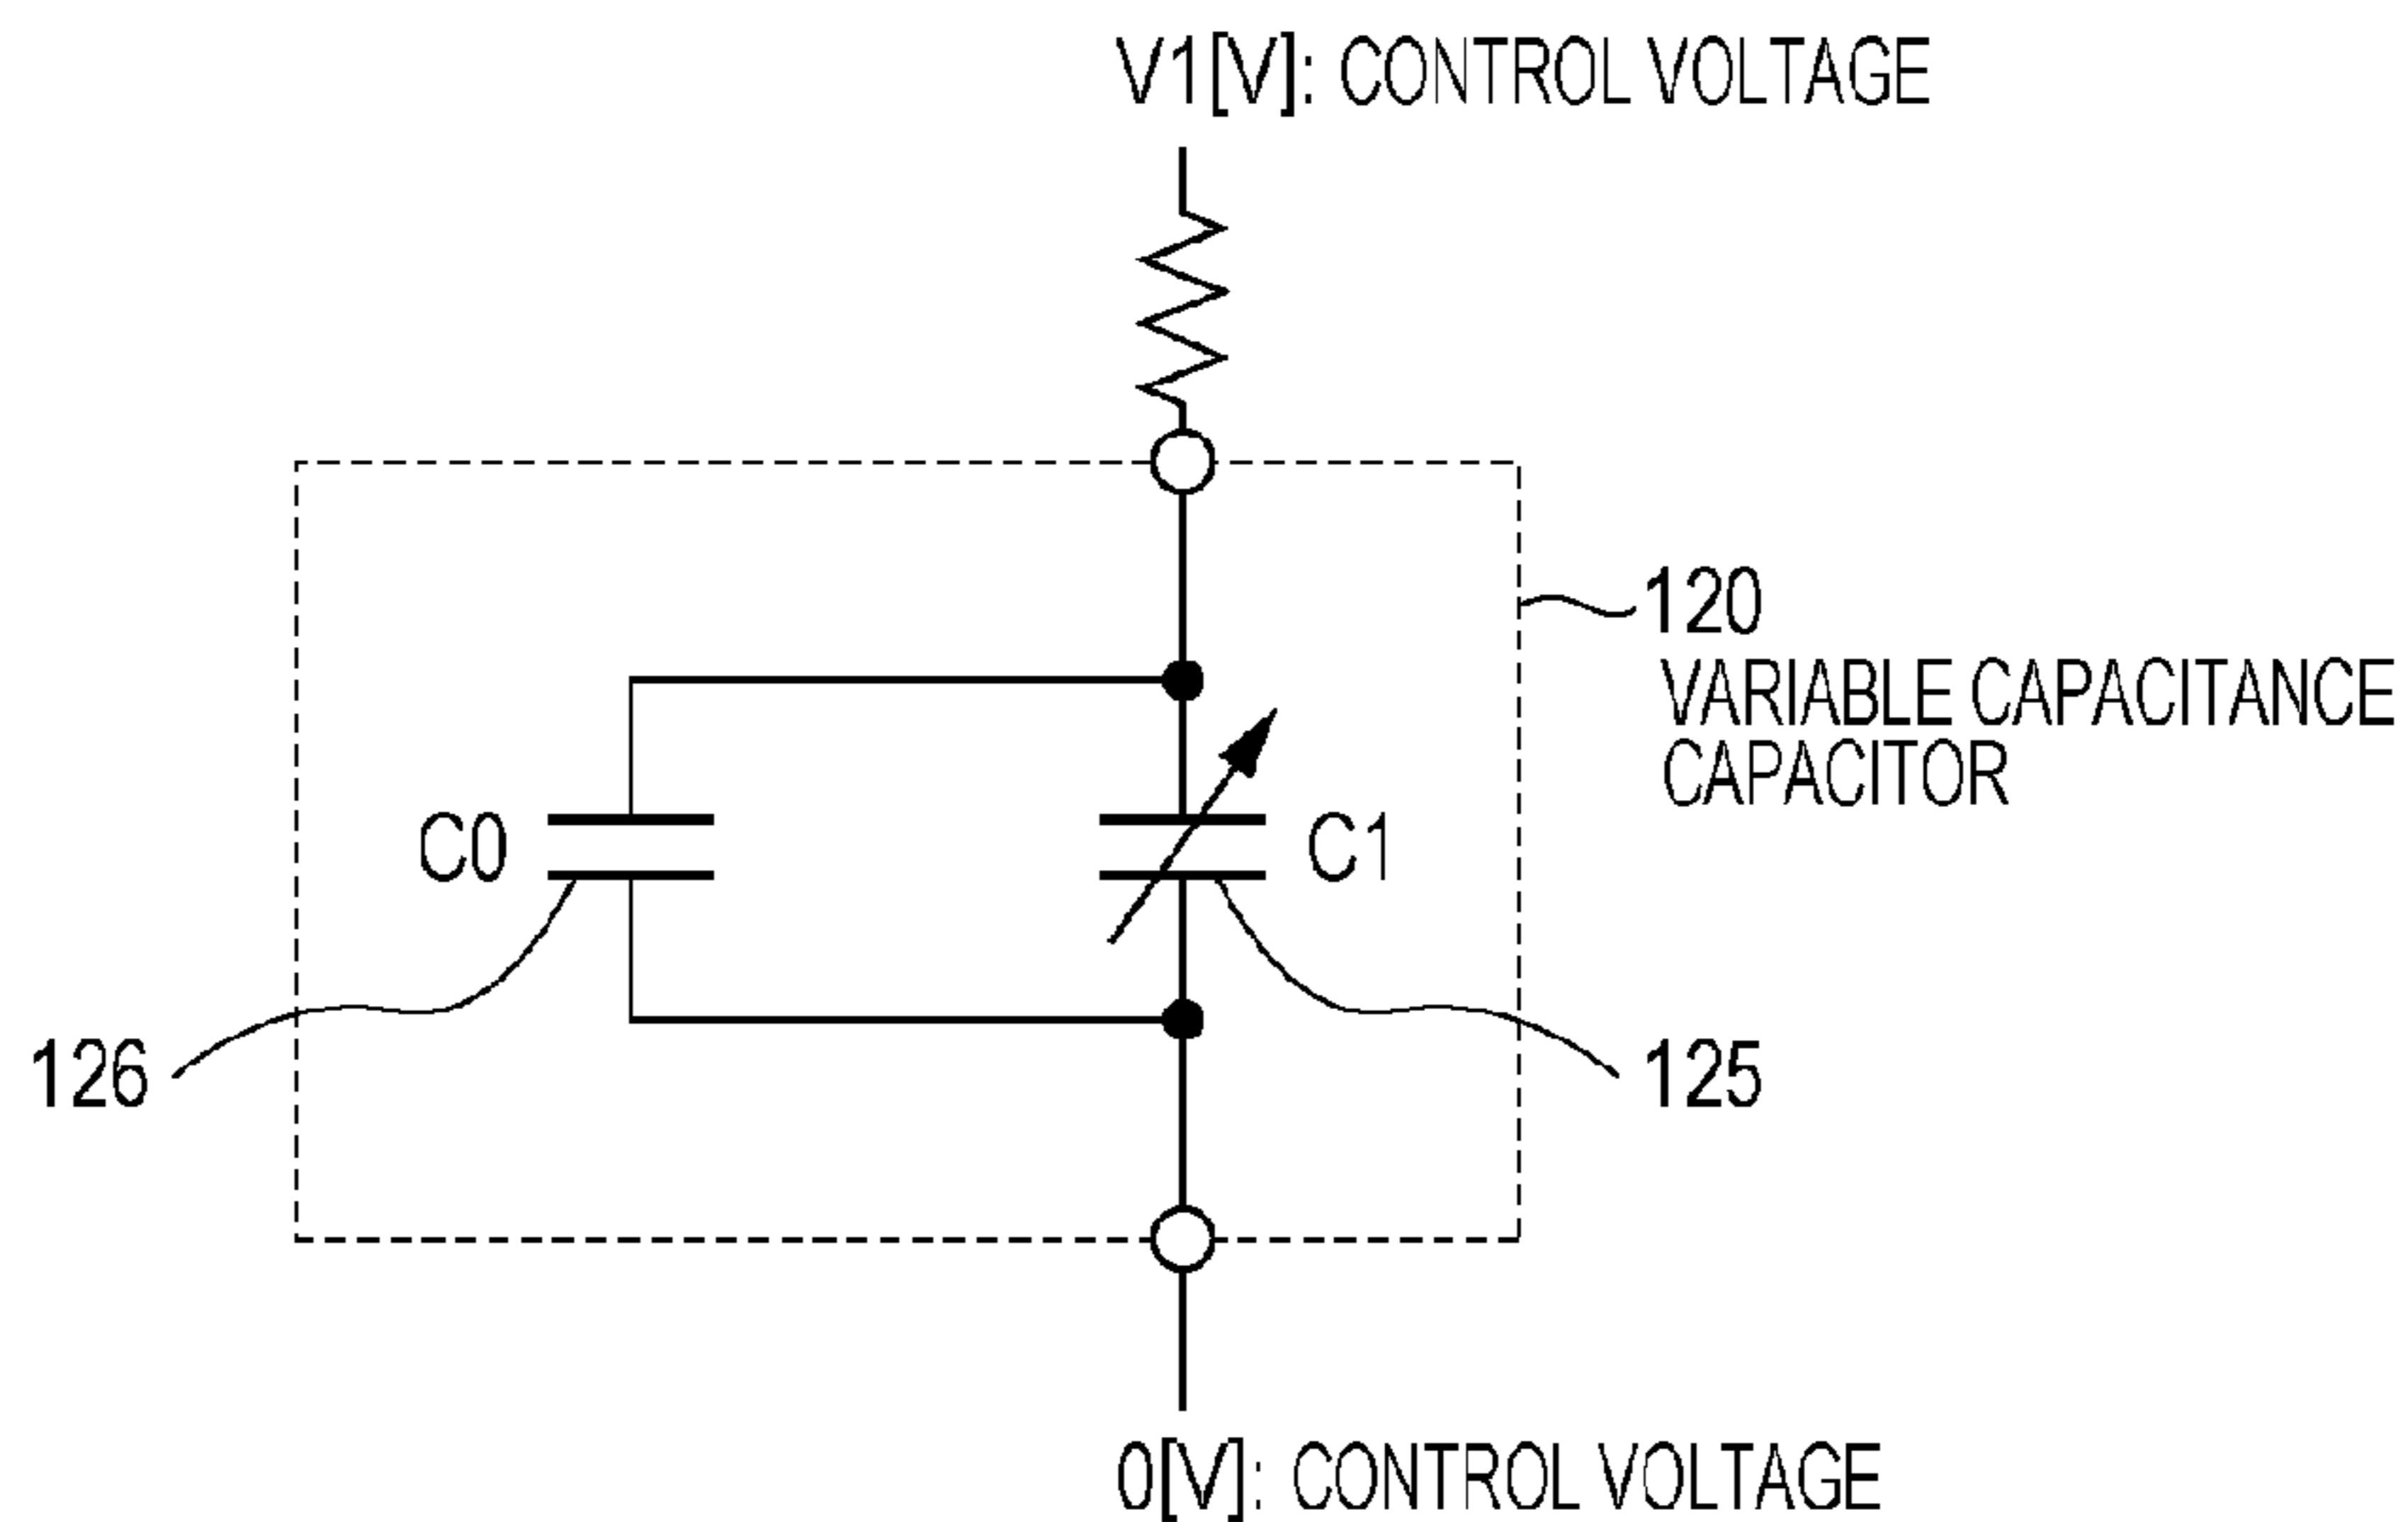 V1[V]: CONTROL VOLTAGE
120
VARIABLE CAPACITANCE
CAPACITOR
C0
C1
126
125
0[V]: CONTROL VOLTAGE